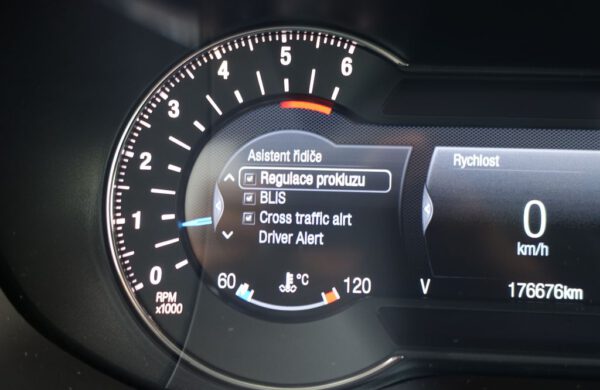 6
5
4
3
2
1
0
RPM
x1000
Asistent řidiče
Regulace prokluzu
BLIS
Cross traffic alrt
Driver Alert
60 °C 120
Rychlost
0
km/h
V 176676km